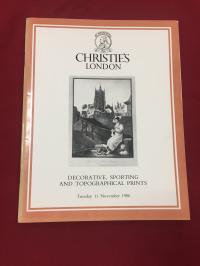 CHRISTIE'S
LONDON
DECORATIVE, SPORTING
AND TOPOGRAPHICAL PRINTS
Tuesday 11 November 1986